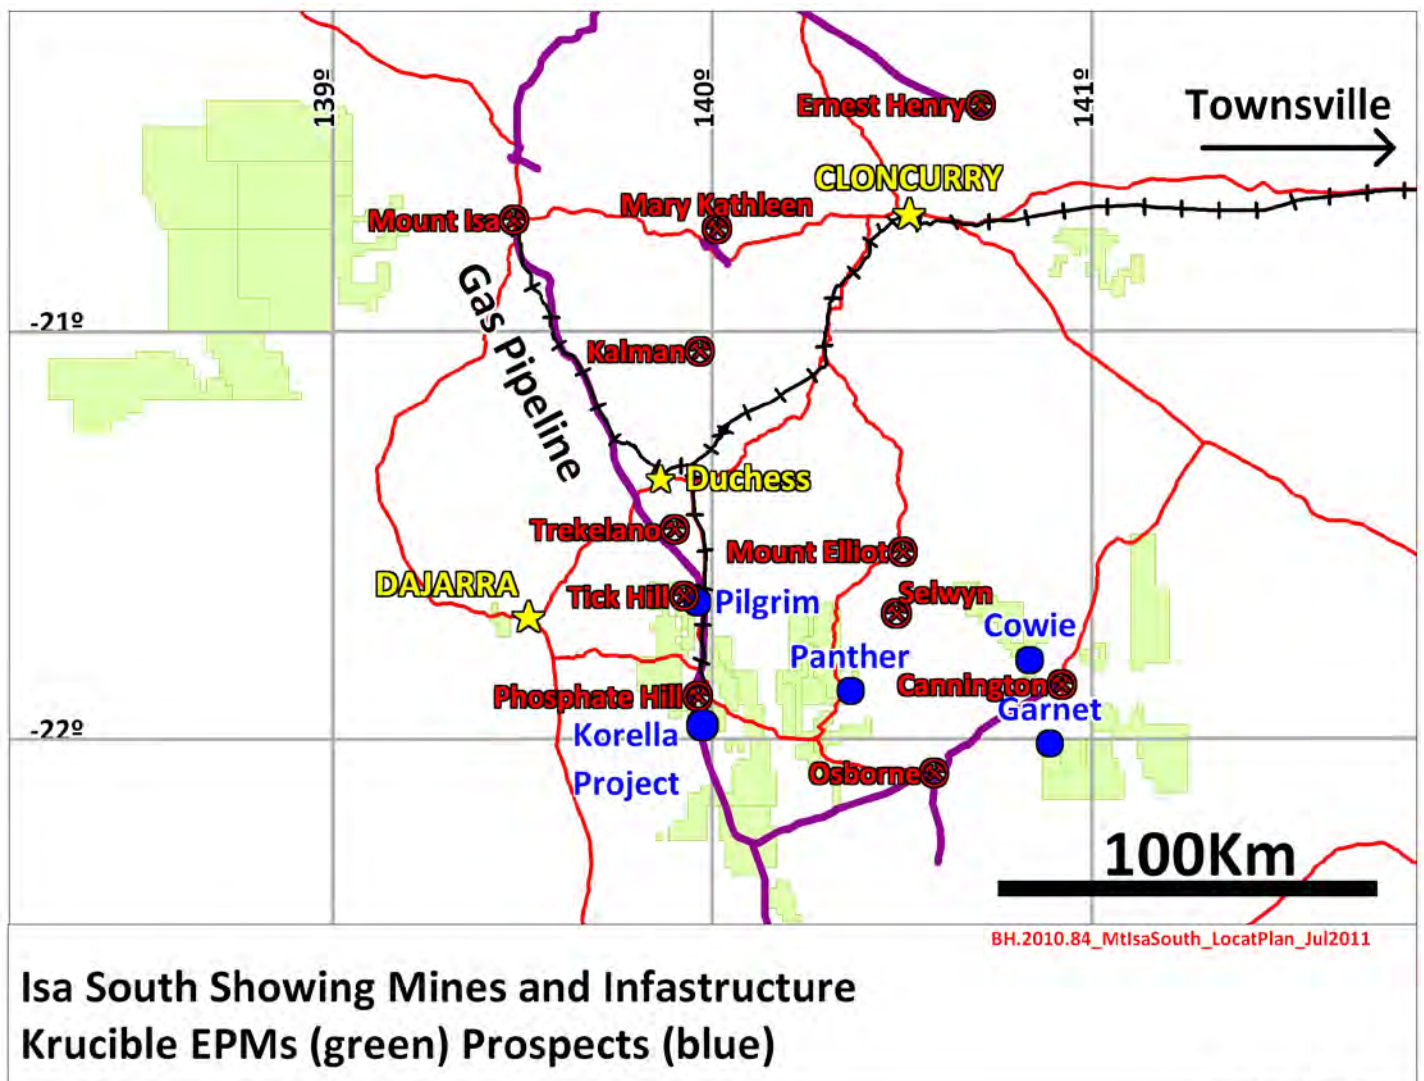 139º
140º
141º
Ernest Henry
Townsville
CLONCURRY
Mount Isa
Mary Kathleen
Gas Pipeline
-21º
Kalman
Duchess
Trekelano
Mount Elliot
DAJARRA
Tick Hill
Pilgrim
Selwyn
Cowie
Panther
Cannington
Phosphate Hill
Garnet
-22º
Korella
Project
Osborne
100Km
BH.2010.84_MtIsaSouth_LocatPlan_Jul2011
Isa South Showing Mines and Infastructure
Krucible EPMs (green) Prospects (blue)